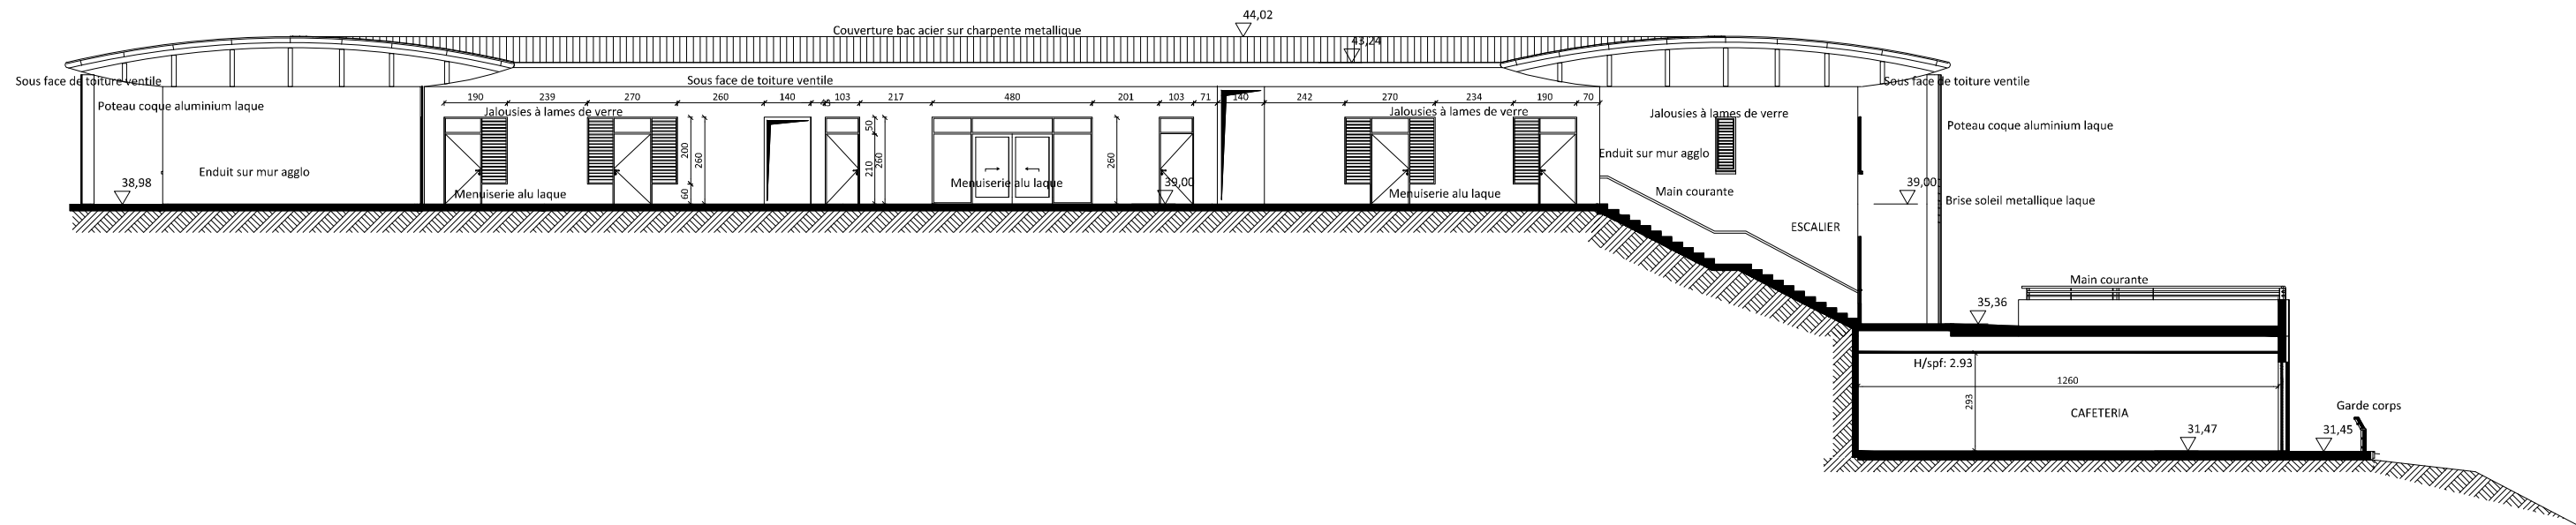 44,02
Couverture bac acier sur charpente metallique
43,24
Sous face de toiture ventile
Sous face de toiture ventile
Sous face de toiture ventile
190 239 270 260 140 45 103 217 480 201 103 71 140 242 270 234 190 70
Poteau coque aluminium laque
Jalousies à lames de verre
Jalousies à lames de verre
Jalousies à lames de verre
Poteau coque aluminium laque
50
200
260
210
260
260
60
Enduit sur mur agglo
Enduit sur mur agglo
38,98
Menuiserie alu laque
Menuiserie alu laque
39,00
Menuiserie alu laque
Main courante
39,00
Brise soleil metallique laque
ESCALIER
Main courante
35,36
H/spf: 2.93
1260
293
CAFETERIA
Garde corps
31,47
31,45